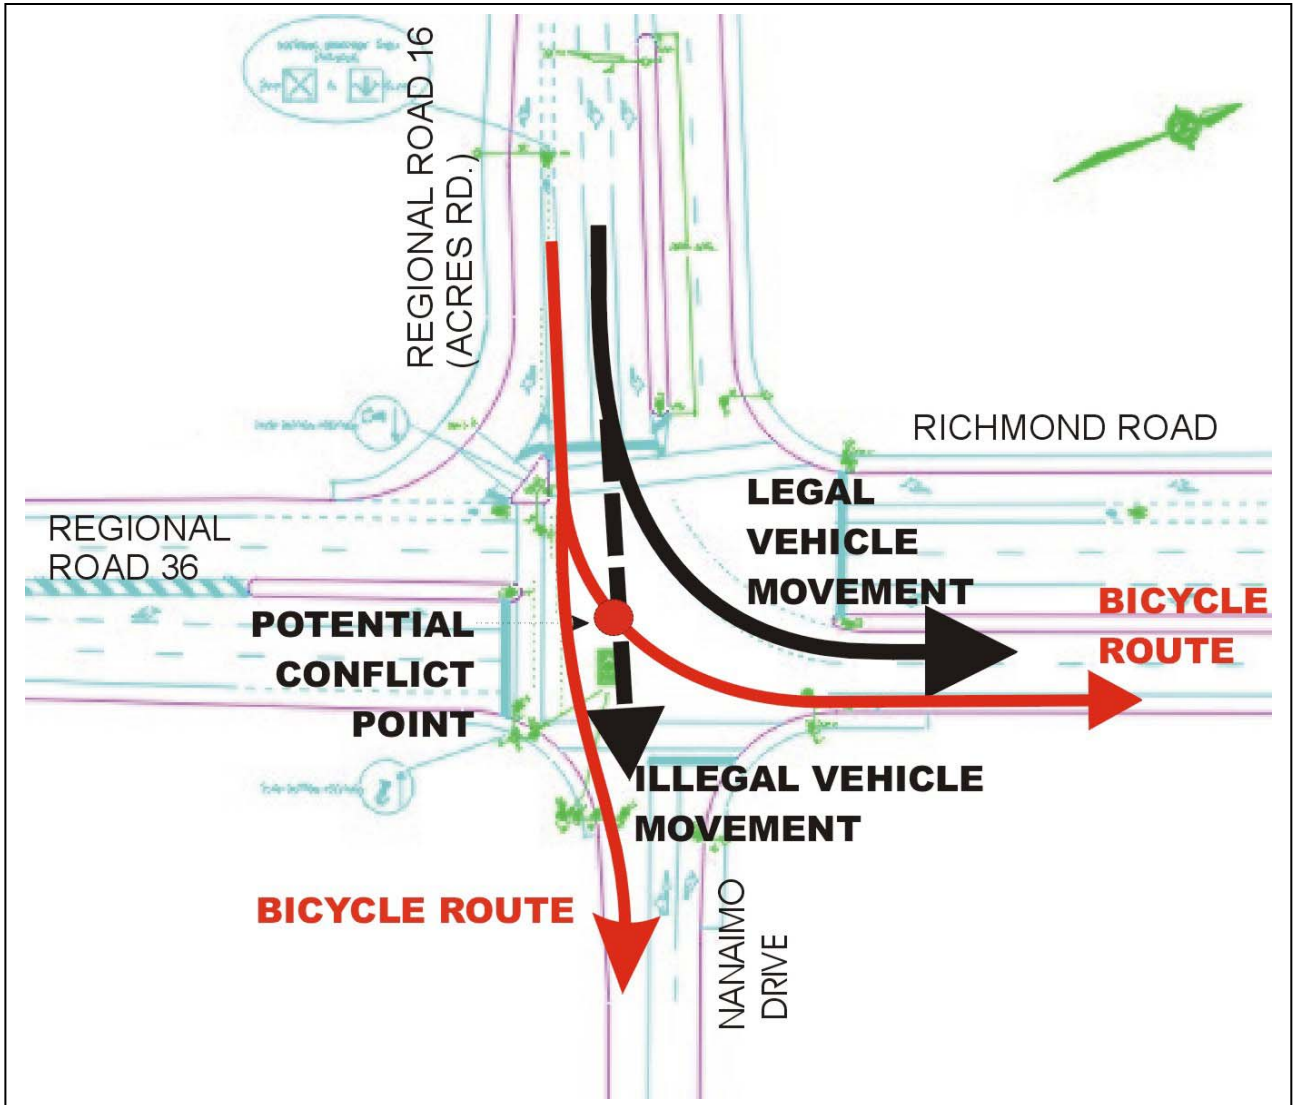 REGIONAL ROAD 16
(ACRES RD.)
RICHMOND ROAD
REGIONAL
ROAD 36
LEGAL
VEHICLE
MOVEMENT
BICYCLE
ROUTE
POTENTIAL
CONFLICT
POINT
ILLEGAL VEHICLE
MOVEMENT
BICYCLE ROUTE
NANAIMO
DRIVE